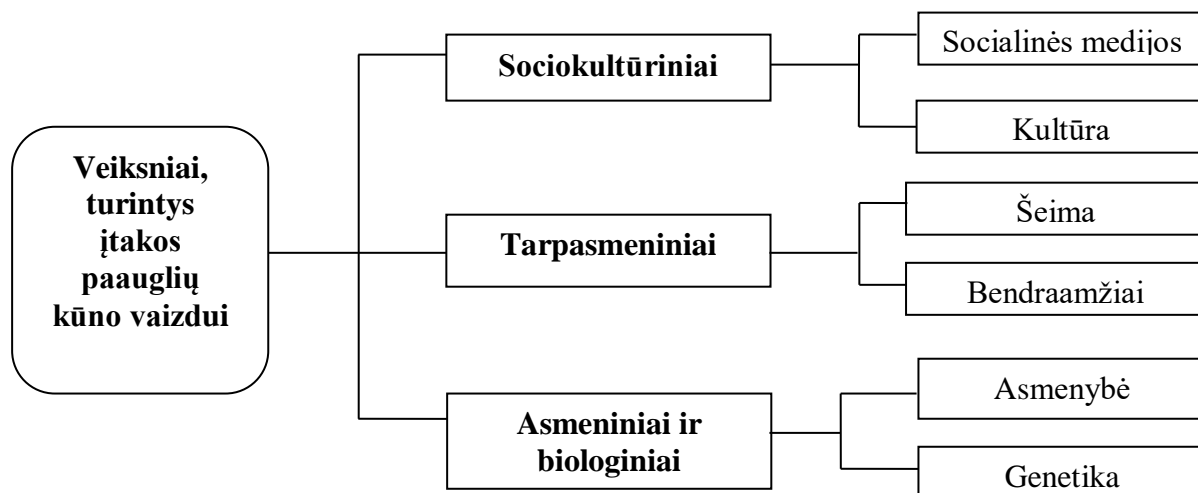 Veiksniai,
turintys
įtakos
paauglių
kūno vaizdui
Sociokultūriniai
Socialinės medijos
Kultūra
Tarpasmeniniai
Šeima
Bendraamžiai
Asmeniniai ir
biologiniai
Asmenybė
Genetika